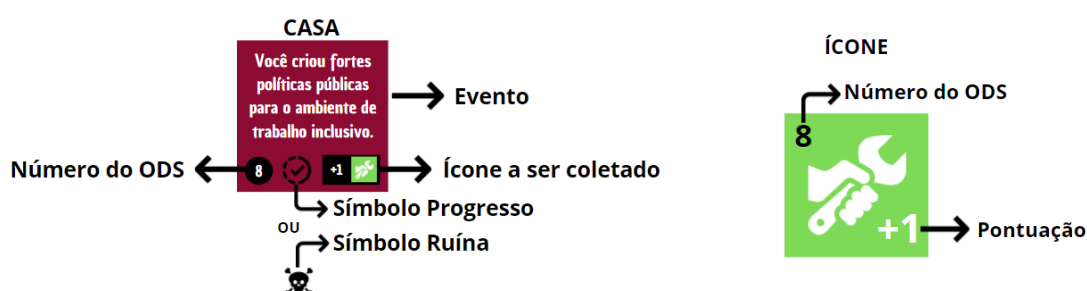 CASA
Você criou fortes
políticas públicas
para o ambiente de
trabalho inclusivo.
Evento
Número do ODS
8
+1
Ícone a ser coletado
Símbolo Progresso
OU
Símbolo Ruína
ÍCONE
Número do ODS
8
+1
Pontuação